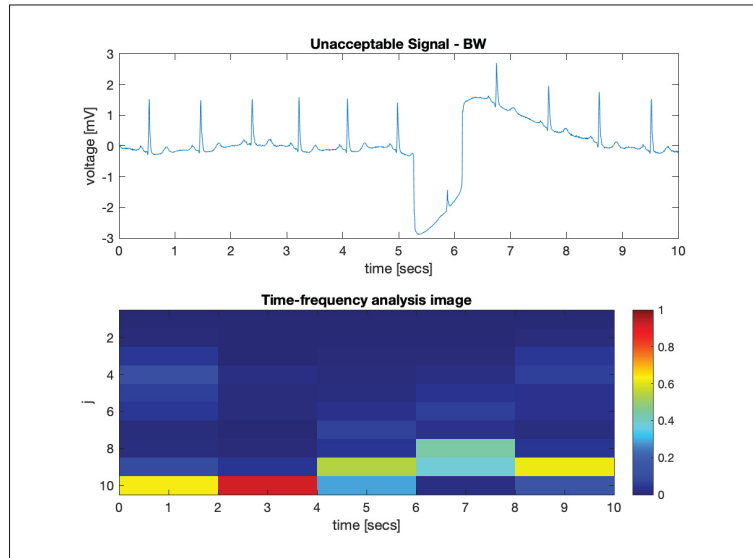 Unacceptable Signal - BW
voltage [mV]
3
2
1
0
-1
-2
-3
0 1 2 3 4 5 6 7 8 9 10
time [secs]
Time-frequency analysis image
j
2
4
6
8
10
0 1 2 3 4 5 6 7 8 9 10
time [secs]
1
0.8
0.6
0.4
0.2
0